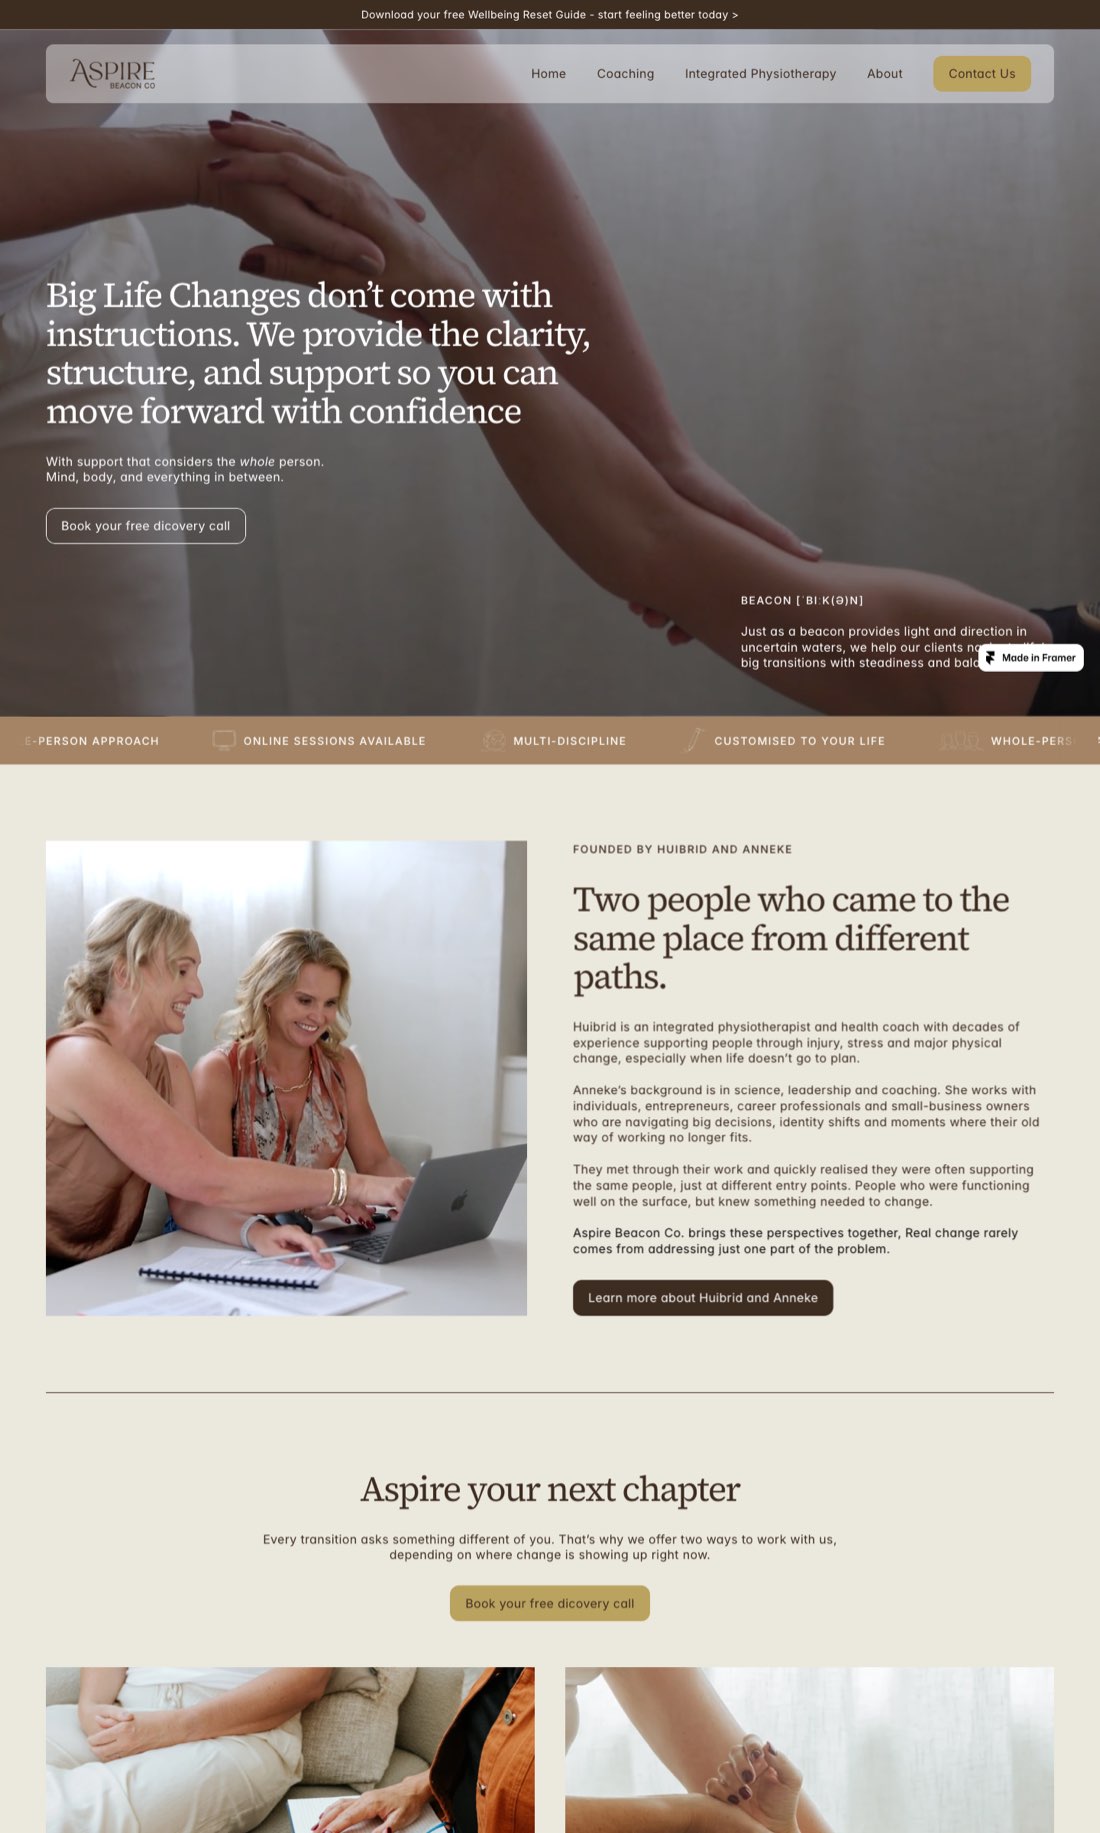 Download your free Wellbeing Reset Guide - start feeling better today >
ASPIRE
BEACON CO
Home
Coaching
Integrated Physiotherapy
About
Contact Us
Big Life Changes don’t come with
instructions. We provide the clarity,
structure, and support so you can
move forward with confidence
With support that considers the whole person.
Mind, body, and everything in between.
Book your free dicovery call
BEACON [ˈBIːK(Ə)N]
Just as a beacon provides light and direction in
uncertain waters, we help our clients
big transitions with steadiness and
Made in Framer
E-PERSON APPROACH
ONLINE SESSIONS AVAILABLE
MULTI-DISCIPLINE
CUSTOMISED TO YOUR LIFE
WHOLE-PERS
FOUNDED BY HUIBRID AND ANNEKE
Two people who came to the
same place from different
paths.
Huibrid is an integrated physiotherapist and health coach with decades of
experience supporting people through injury, stress and major physical
change, especially when life doesn’t go to plan.
Anneke’s background is in science, leadership and coaching. She works with
individuals, entrepreneurs, career professionals and small-business owners
who are navigating big decisions, identity shifts and moments where their old
way of working no longer fits.
They met through their work and quickly realised they were often supporting
the same people, just at different entry points. People who were functioning
well on the surface, but knew something needed to change.
Aspire Beacon Co. brings these perspectives together, Real change rarely
comes from addressing just one part of the problem.
Learn more about Huibrid and Anneke
Aspire your next chapter
Every transition asks something different of you. That’s why we offer two ways to work with us,
depending on where change is showing up right now.
Book your free dicovery call